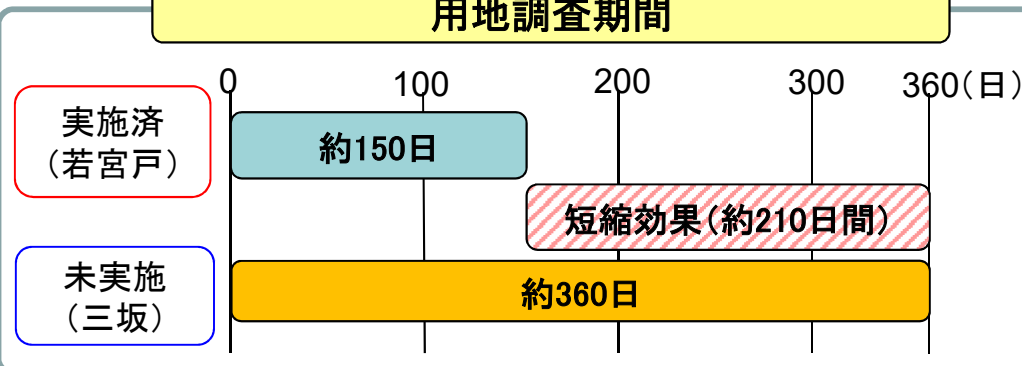 用地調査期間
0 100 200 300 360(日)
実施済
(若宮戸)
約150日
短縮効果(約210日間)
未実施
(三坂)
約360日